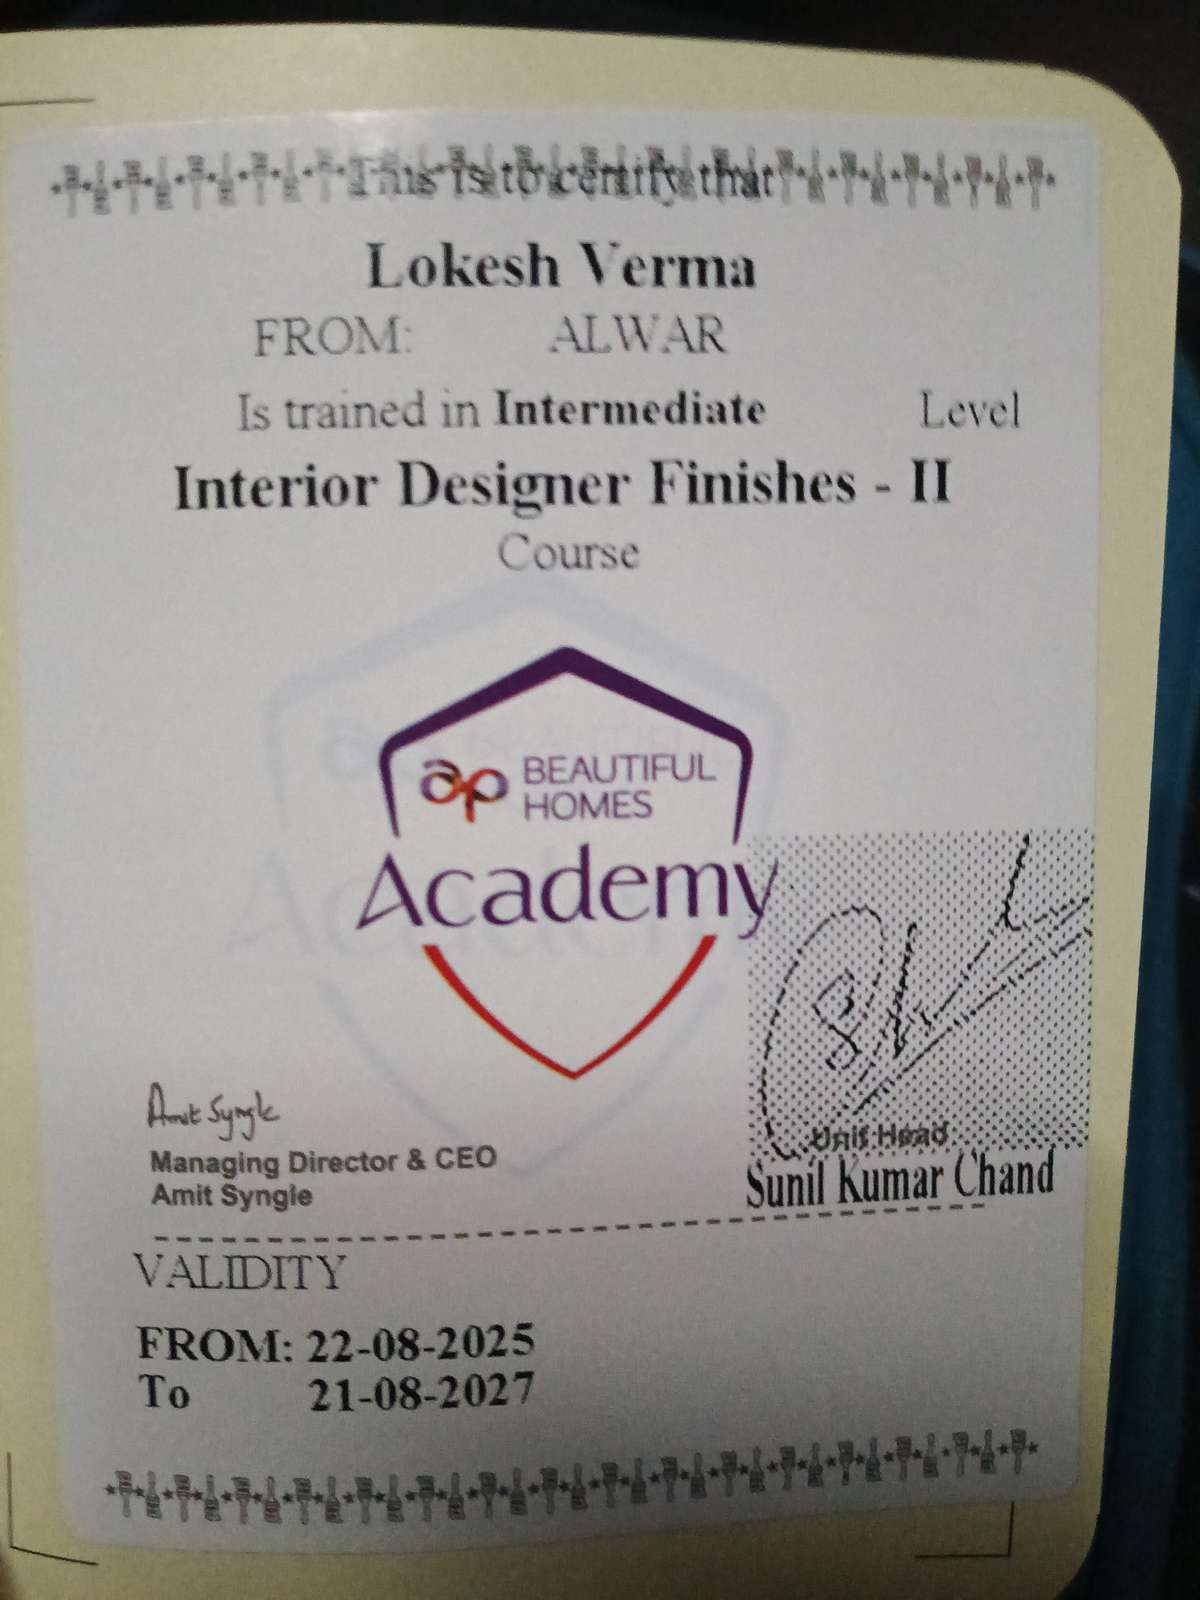 This is to certify that
Lokesh Verma
FROM: ALWAR
Is trained in Intermediate Level
Interior Designer Finishes - II
Course
ap BEAUTIFUL
HOMES
Academy
Amit Syngle
Managing Director & CEO
Amit Syngle
Unit Head
Sunil Kumar Chand
VALIDITY
FROM: 22-08-2025
To 21-08-2027